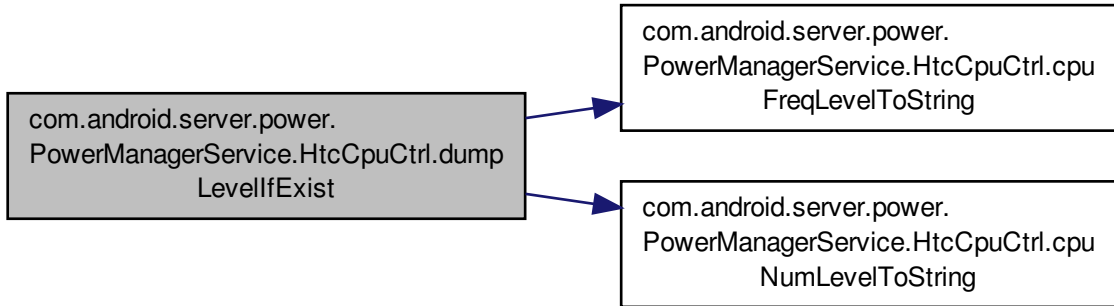 com.android.server.power.
PowerManagerService.HtcCpuCtrl.dump
LevelIfExist
com.android.server.power.
PowerManagerService.HtcCpuCtrl.cpu
FreqLevelToString
com.android.server.power.
PowerManagerService.HtcCpuCtrl.cpu
NumLevelToString